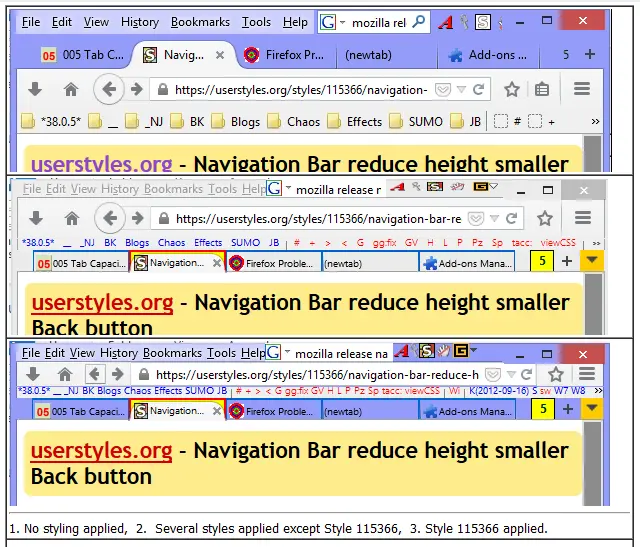 File Edit View History Bookmarks Tools Help G mozilla rel
05 005 Tab C... S Navig... Firefox Pr... (newtab) Add-ons ... 5 +
https://userstyles.org/styles/115366/navigation-
*38.0.5* __ _NJ BK Blogs Chaos Effects SUMO JB # + »
userstyles.org - Navigation Bar reduce height smaller
File Edit View History Bookmarks Tools Help G mozilla release r
https://userstyles.org/styles/115366/navigation-bar-re
*38.0.5* __ _NJ BK Blogs Chaos Effects SUMO JB | # + > < G gg:fix GV H L P Pz Sp tacc: viewCSS | »
05 005 Tab Capaci... S Navigation... Firefox Proble... (newtab) Add-ons Mana... 5 +
userstyles.org - Navigation Bar reduce height smaller
Back button
File Edit View History Bookmarks Tools Help G mozilla release na
https://userstyles.org/styles/115366/navigation-bar-reduce-h
*38.0.5* __ _NJ BK Blogs Chaos Effects SUMO JB | # + > < G gg:fix GV H L P Pz Sp tacc: viewCSS | Wi | K(2012-09-16) S sw W7 W8 »
05 005 Tab Capaci... S Navigation... Firefox Proble... (newtab) Add-ons Mana... 5 +
userstyles.org - Navigation Bar reduce height smaller
Back button
1. No styling applied, 2. Several styles applied except Style 115366, 3. Style 115366 applied.